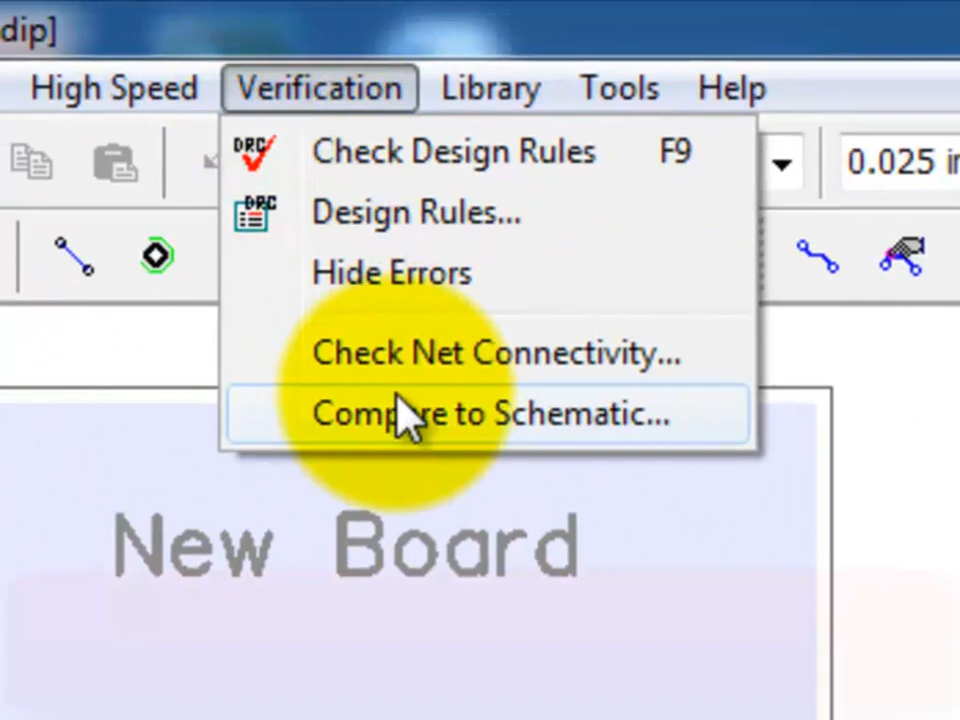 dip]
High Speed Verification Library Tools Help
DRC Check Design Rules F9
0.025 in
DRC Design Rules...
Hide Errors
Check Net Connectivity...
Compare to Schematic...
New Board